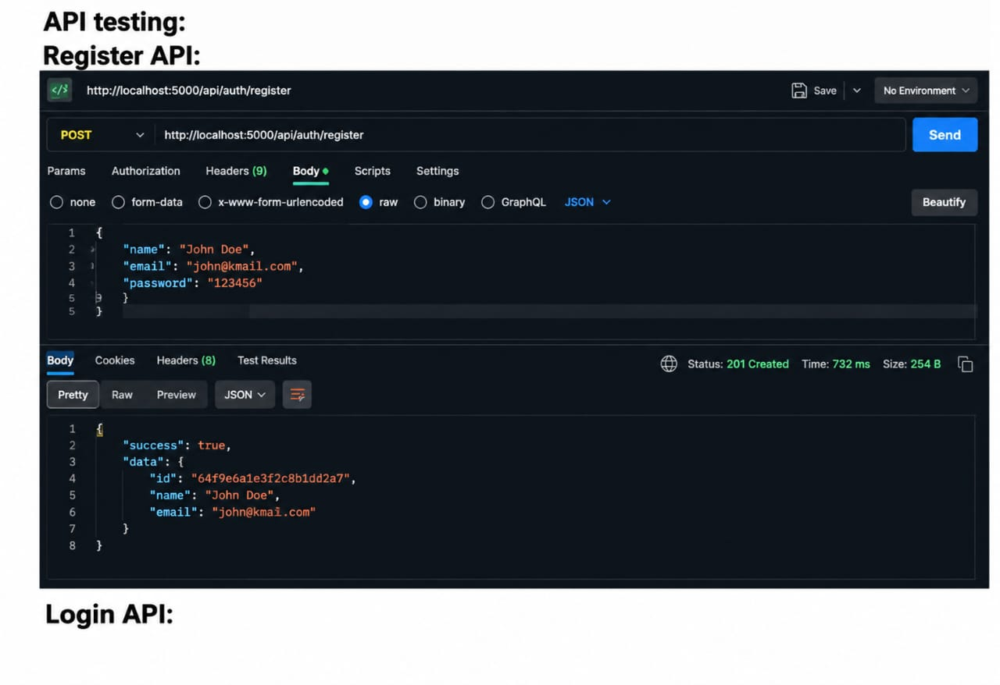 API testing:
Register API:
</> http://localhost:5000/api/auth/register Save No Environment
POST http://localhost:5000/api/auth/register Send
Params Authorization Headers (9) Body Scripts Settings
none form-data x-www-form-urlencoded raw binary GraphQL JSON Beautify
1 {
2 "name": "John Doe",
3 "email": "john@kmail.com",
4 "password": "123456"
5 }
5 }
Body Cookies Headers (8) Test Results Status: 201 Created Time: 732 ms Size: 254 B
Pretty Raw Preview JSON
1 {
2 "success": true,
3 "data": {
4 "id": "64f9e6a1e3f2c8b1dd2a7",
5 "name": "John Doe",
6 "email": "john@kmail.com"
7 }
8 }
Login API: